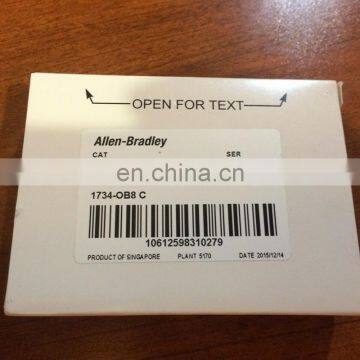 OPEN FOR TEXT
Allen-Bradley
CAT SER
en.china.cn
1734-OB8 C
10612598310279
PRODUCT OF SINGAPORE PLANT 5170 DATE 2015/12/14